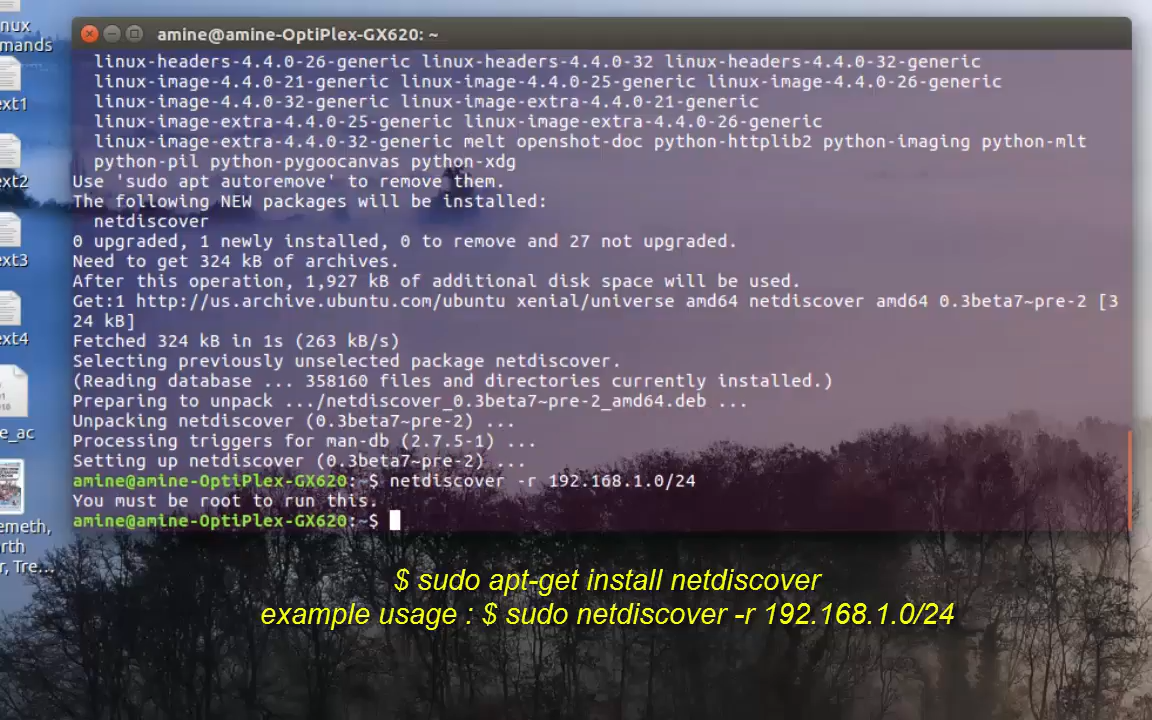 amine@amine-OptiPlex-GX620: ~
linux-headers-4.4.0-26-generic linux-headers-4.4.0-32 linux-headers-4.4.0-32-generic
linux-image-4.4.0-21-generic linux-image-4.4.0-25-generic linux-image-4.4.0-26-generic
linux-image-4.4.0-32-generic linux-image-extra-4.4.0-21-generic
linux-image-extra-4.4.0-25-generic linux-image-extra-4.4.0-26-generic
linux-image-extra-4.4.0-32-generic melt openshot-doc python-httplib2 python-imaging python-mlt
python-pil python-pygoocanvas python-xdg
Use 'sudo apt autoremove' to remove them.
The following NEW packages will be installed:
netdiscover
0 upgraded, 1 newly installed, 0 to remove and 27 not upgraded.
Need to get 324 kB of archives.
After this operation, 1,927 kB of additional disk space will be used.
Get:1 http://us.archive.ubuntu.com/ubuntu xenial/universe amd64 netdiscover amd64 0.3beta7~pre-2 [3
24 kB]
Fetched 324 kB in 1s (263 kB/s)
Selecting previously unselected package netdiscover.
(Reading database ... 358160 files and directories currently installed.)
Preparing to unpack .../netdiscover_0.3beta7~pre-2_amd64.deb ...
Unpacking netdiscover (0.3beta7~pre-2) ...
Processing triggers for man-db (2.7.5-1) ...
Setting up netdiscover (0.3beta7~pre-2) ...
amine@amine-OptiPlex-GX620:~$ netdiscover -r 192.168.1.0/24
You must be root to run this.
amine@amine-OptiPlex-GX620:~$
nux
mands
ext1
ext2
ext3
ext4
e_ac
emeth,
rth
r, Tre...
$ sudo apt-get install netdiscover
example usage : $ sudo netdiscover -r 192.168.1.0/24